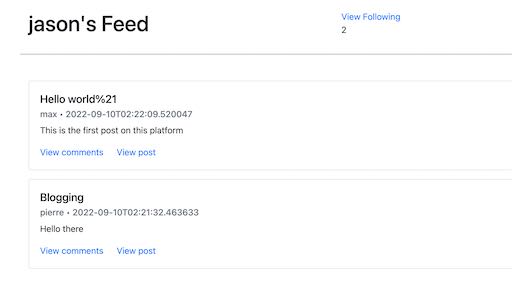 jason's Feed
View Following
2
Hello world%21
max • 2022-09-10T02:22:09.520047
This is the first post on this platform
View comments View post
Blogging
pierre • 2022-09-10T02:21:32.463633
Hello there
View comments View post